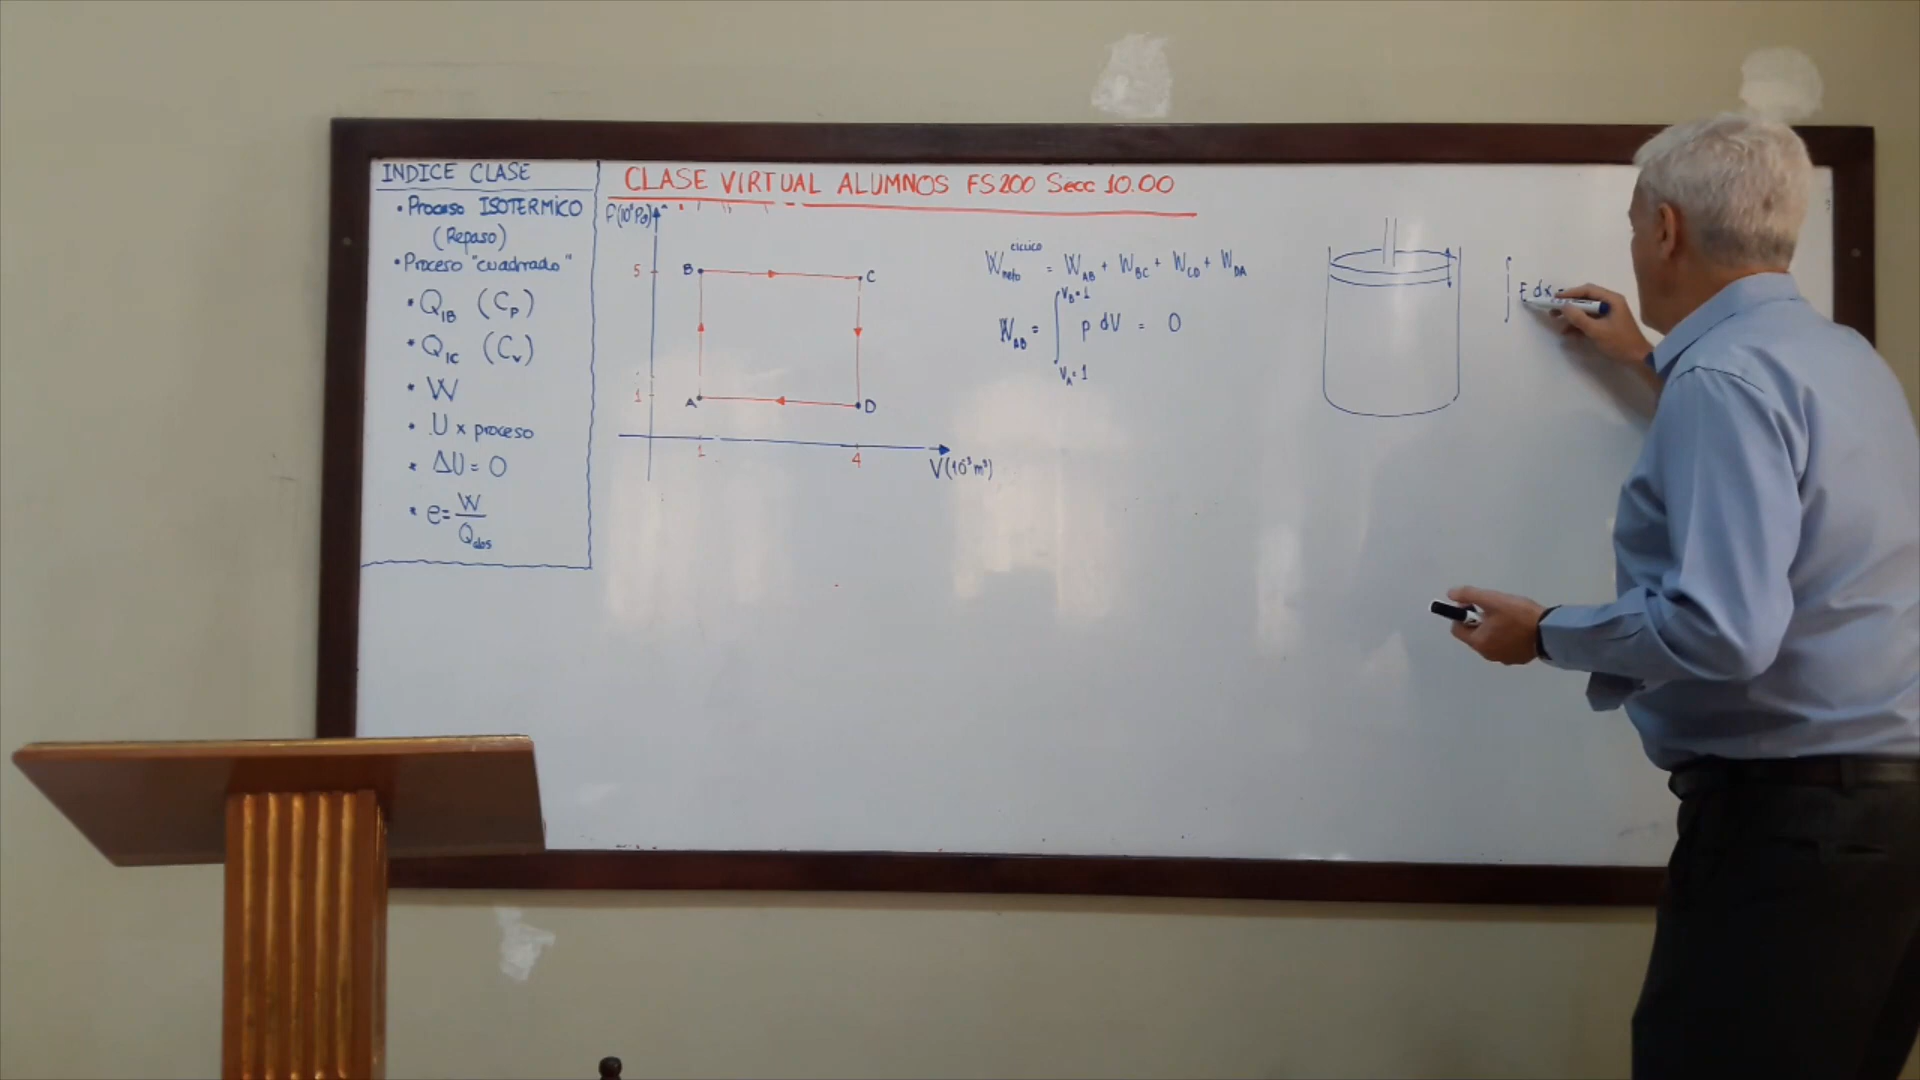 INDICE CLASE
• Proceso ISOTERMICO
(Repaso)
• Proceso "cuadrado"
• Q_IB (C_p)
• Q_IC (C_v)
• W
• U x proceso
• ΔU = 0
• e = W / Q_abs
CLASE VIRTUAL ALUMNOS FS200 Secc 10.00
5 B C
1 A D
1 4
V(10⁻³m³)
W_neto^ciclico = W_AB + W_BC + W_CD + W_DA
V_B = 1
W_AB = ∫ p dV = 0
V_A = 1
∫ F dx